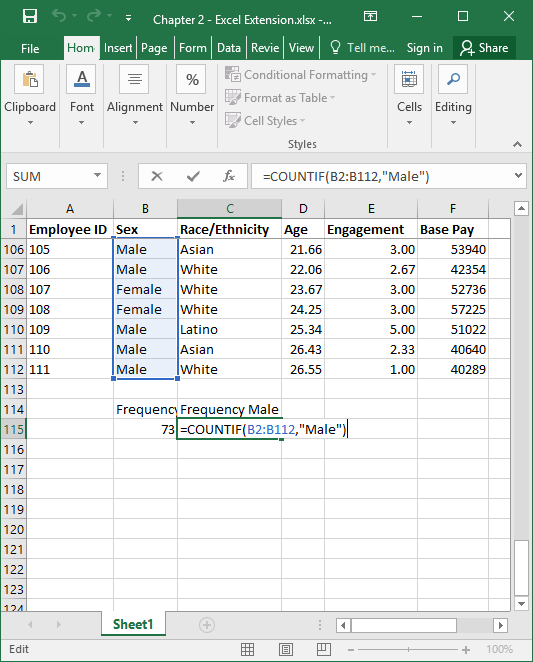 Chapter 2 - Excel Extension.xlsx -...
File Home Insert Page Form Data Revie View Tell me... Sign in Share
Clipboard Font Alignment Number
%
Conditional Formatting
Format as Table
Cell Styles
Styles
Cells Editing
SUM fx =COUNTIF(B2:B112,"Male")
A B C D E F
1 Employee ID Sex Race/Ethnicity Age Engagement Base Pay
106 105 Male Asian 21.66 3.00 53940
107 106 Male White 22.06 2.67 42354
108 107 Female White 23.67 3.00 52736
109 108 Female White 24.25 3.00 57225
110 109 Male Latino 25.34 5.00 51022
111 110 Male Asian 26.43 2.33 40640
112 111 Male White 26.55 1.00 40289
113
114 Frequency Frequency Male
115 73 =COUNTIF(B2:B112,"Male")
116
117
118
119
120
121
122
123
124
Sheet1
Edit 100%